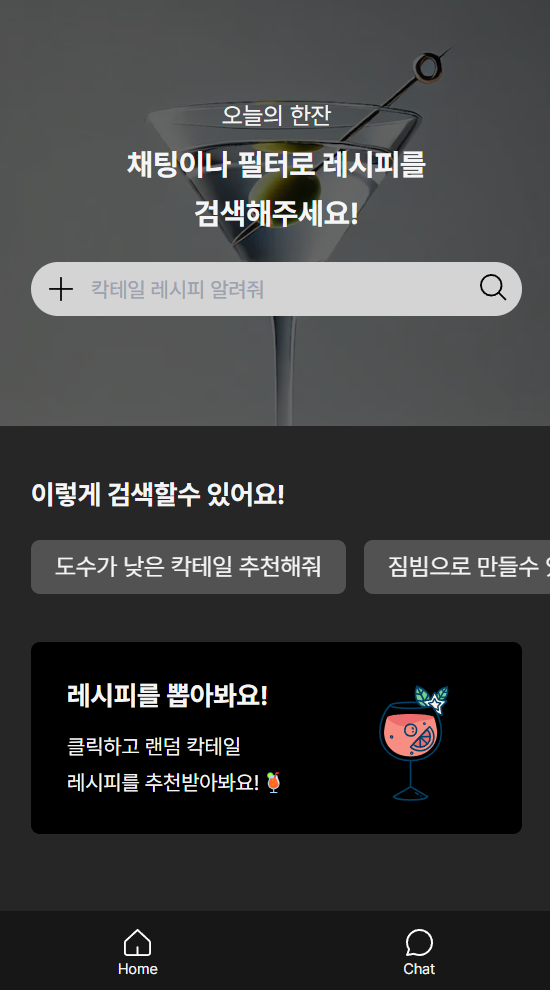 오늘의 한잔
채팅이나 필터로 레시피를
검색해주세요!
칵테일 레시피 알려줘
이렇게 검색할수 있어요!
도수가 낮은 칵테일 추천해줘
짐빔으로 만들수
레시피를 뽑아봐요!
클릭하고 랜덤 칵테일
레시피를 추천받아봐요! 🍹
Home
Chat